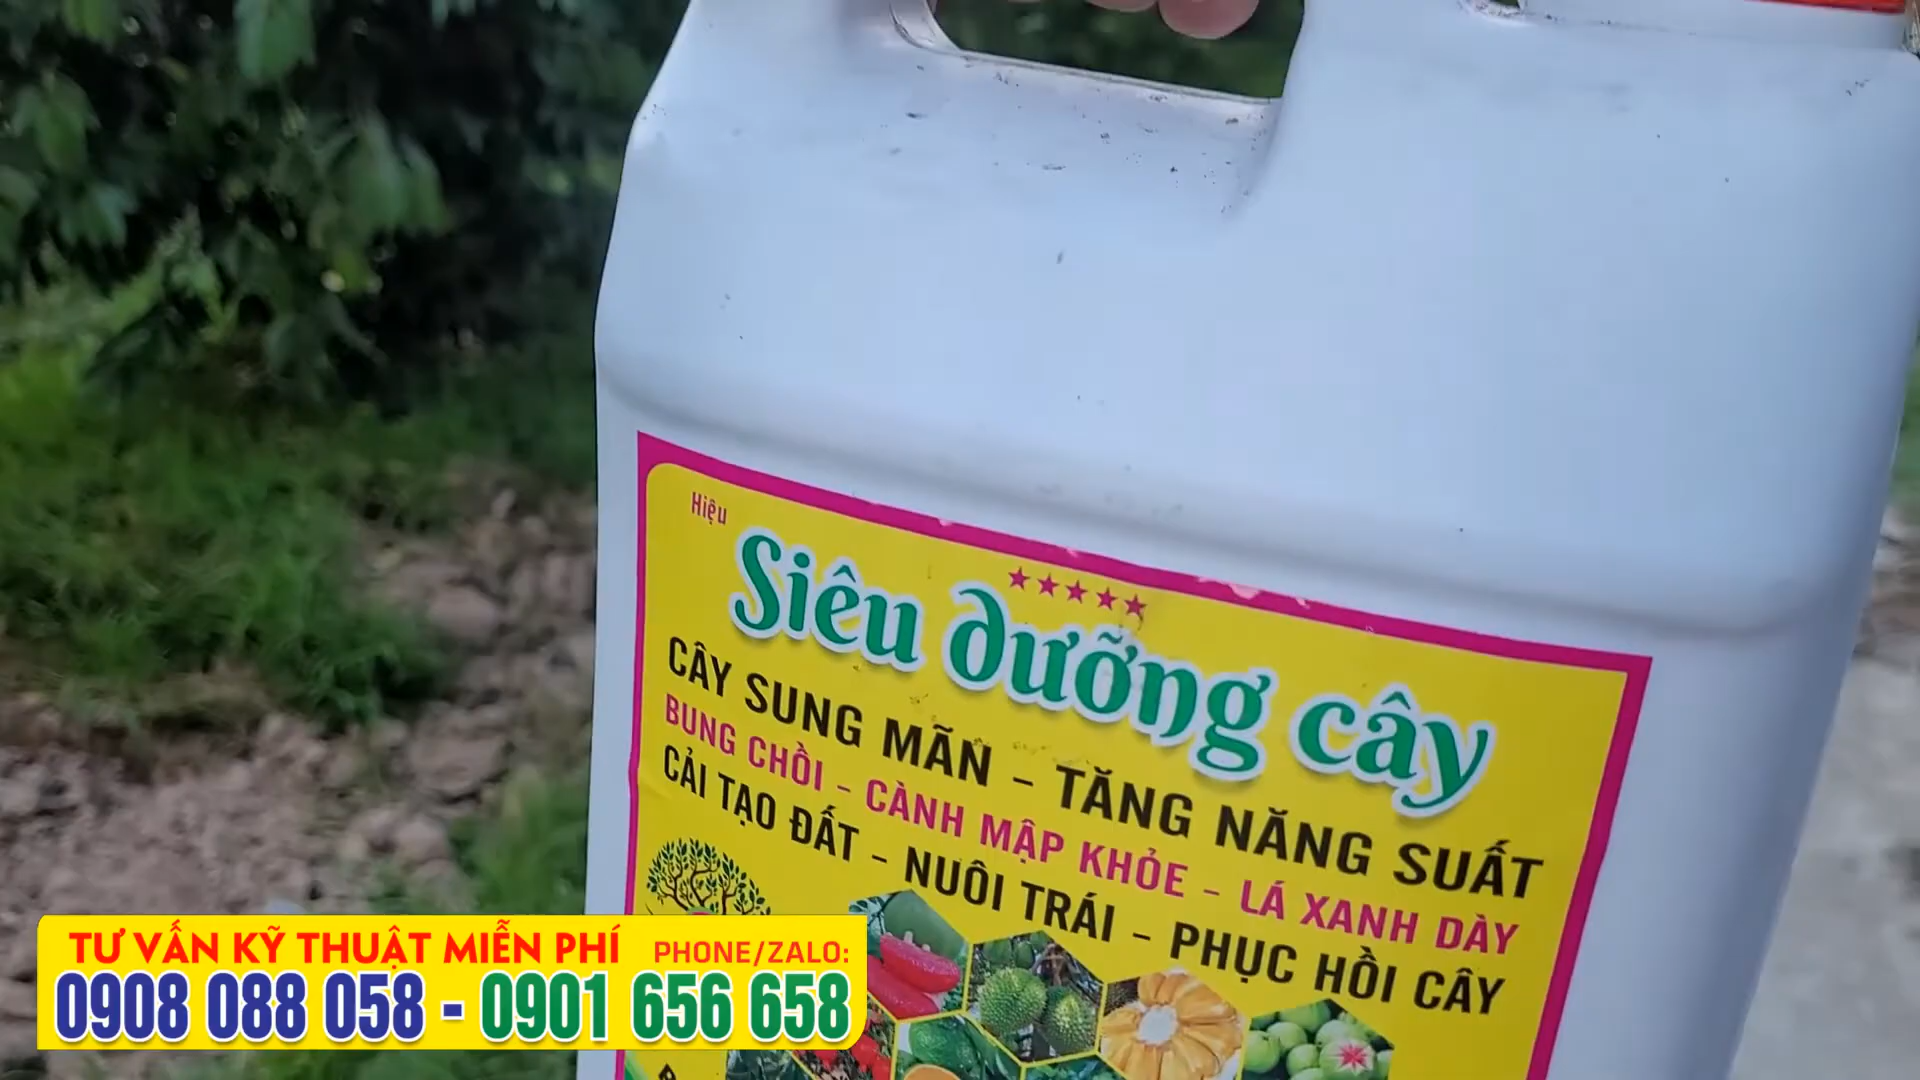 Hiệu
Siêu dưỡng cây
CÂY SUNG MÃN - TĂNG NĂNG SUẤT
BUNG CHỒI - CÀNH MẬP KHỎE - LÁ XANH DÀY
CẢI TẠO ĐẤT - NUÔI TRÁI - PHỤC HỒI CÂY
TƯ VẤN KỸ THUẬT MIỄN PHÍ PHONE/ZALO:
0908 088 058 - 0901 656 658